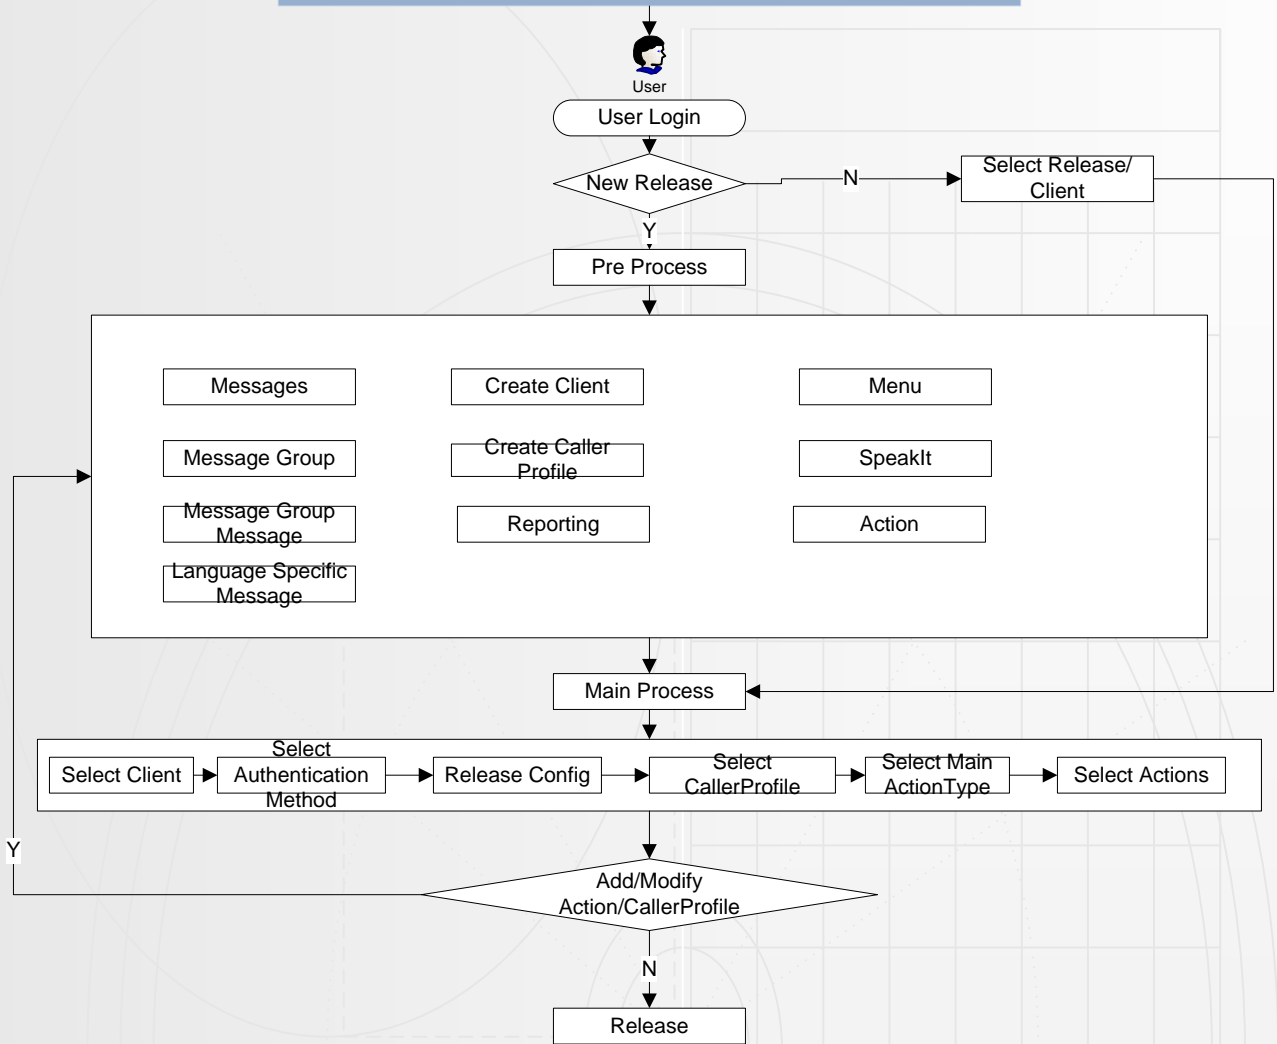 User
User Login
New Release
N
Select Release/
Client
Y
Pre Process
Messages
Create Client
Menu
Message Group
Create Caller
Profile
SpeakIt
Message Group
Message
Reporting
Action
Language Specific
Message
Main Process
Select Client
Select
Authentication
Method
Release Config
Select
CallerProfile
Select Main
ActionType
Select Actions
Y
Add/Modify
Action/CallerProfile
N
Release